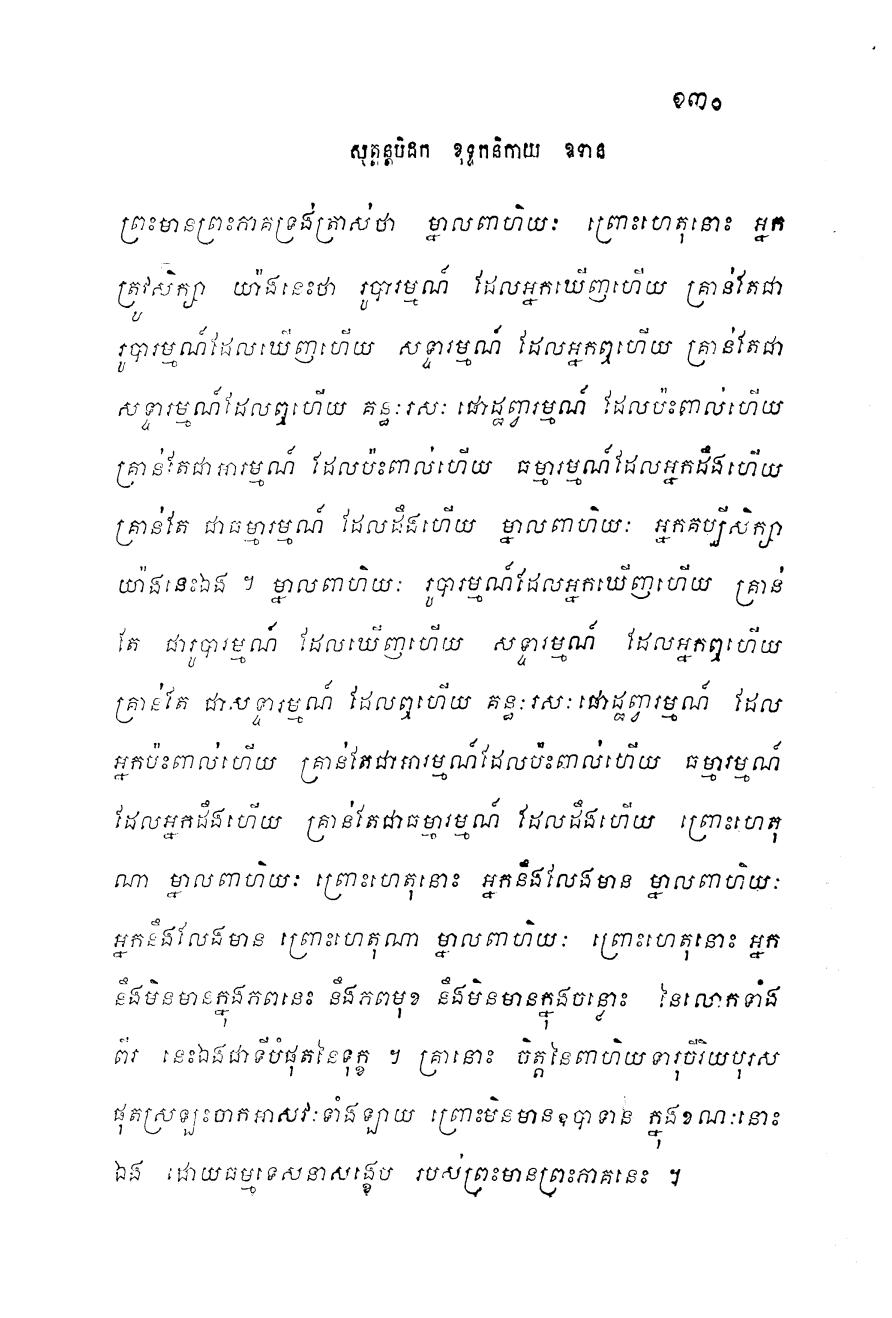 ១៣០
សុត្តន្តបិដក ខុទ្ទកនិកាយ ឧទាន
ព្រះមានព្រះភាគទ្រង់ត្រាស់ថា ម្នាលពាហិយៈ ព្រោះហេតុនោះ អ្នក
ត្រូវសិក្សា យ៉ាងនេះថា រូបារម្មណ៍ ដែលអ្នកឃើញហើយ គ្រាន់តែជា
រូបារម្មណ៍ដែលឃើញហើយ សទ្ទារម្មណ៍ ដែលអ្នកឮហើយ គ្រាន់តែជា
សទ្ទារម្មណ៍ដែលឮហើយ គន្ធៈរសៈ ផោដ្ឋព្វារម្មណ៍ ដែលប៉ះពាល់ហើយ
គ្រាន់តែជាអារម្មណ៍ ដែលប៉ះពាល់ហើយ ធម្មារម្មណ៍ដែលអ្នកដឹងហើយ
គ្រាន់តែ ជាធម្មារម្មណ៍ ដែលដឹងហើយ ម្នាលពាហិយៈ អ្នកគប្បីសិក្សា
យ៉ាងនេះឯង ។ ម្នាលពាហិយៈ រូបារម្មណ៍ដែលអ្នកឃើញហើយ គ្រាន់
តែ ជារូបារម្មណ៍ ដែលឃើញហើយ សទ្ទារម្មណ៍ ដែលអ្នកឮហើយ
គ្រាន់តែ ជាសទ្ទារម្មណ៍ ដែលឮហើយ គន្ធៈរសៈផោដ្ឋព្វារម្មណ៍ ដែល
អ្នកប៉ះពាល់ហើយ គ្រាន់តែជាអារម្មណ៍ដែលប៉ះពាល់ហើយ ធម្មារម្មណ៍
ដែលអ្នកដឹងហើយ គ្រាន់តែជាធម្មារម្មណ៍ ដែលដឹងហើយ ព្រោះហេតុ
ណា ម្នាលពាហិយៈ ព្រោះហេតុនោះ អ្នកនឹងលែងមាន ម្នាលពាហិយៈ
អ្នកនឹងលែងមាន ព្រោះហេតុណា ម្នាលពាហិយៈ ព្រោះហេតុនោះ អ្នក
នឹងមិនមានក្នុងភពនេះ នឹងភពមុខ នឹងមិនមានក្នុងចន្លោះ នៃលោកទាំង
ពីរ នេះឯងជាទីបំផុតនៃទុក្ខ ។ គ្រានោះ ចិត្តនៃពាហិយទារុចីរិយបុរស
ផុតស្រឡះចាកអាសវៈទាំងឡាយ ព្រោះមិនមានឧបាទាន ក្នុងខណៈនោះ
ឯង ដោយធម្មទេសនាសង្ខេប របស់ព្រះមានព្រះភាគនេះ ។